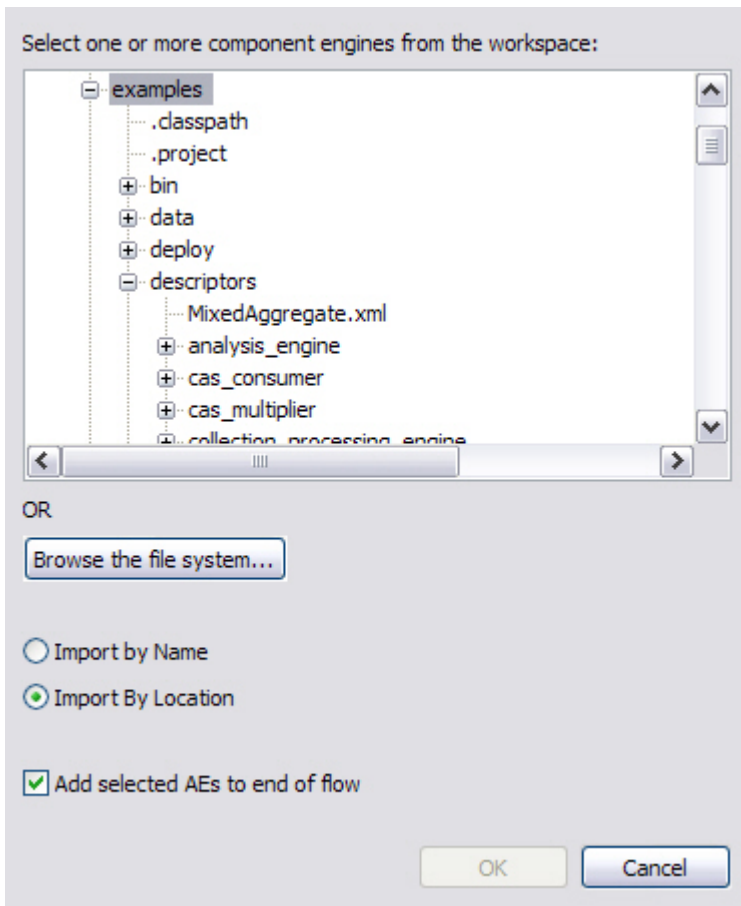 Select one or more component engines from the workspace:
examples
.classpath
.project
bin
data
deploy
descriptors
MixedAggregate.xml
analysis_engine
cas_consumer
cas_multiplier
collection_processing_engine
OR
Browse the file system...
Import by Name
Import By Location
Add selected AEs to end of flow
OK
Cancel